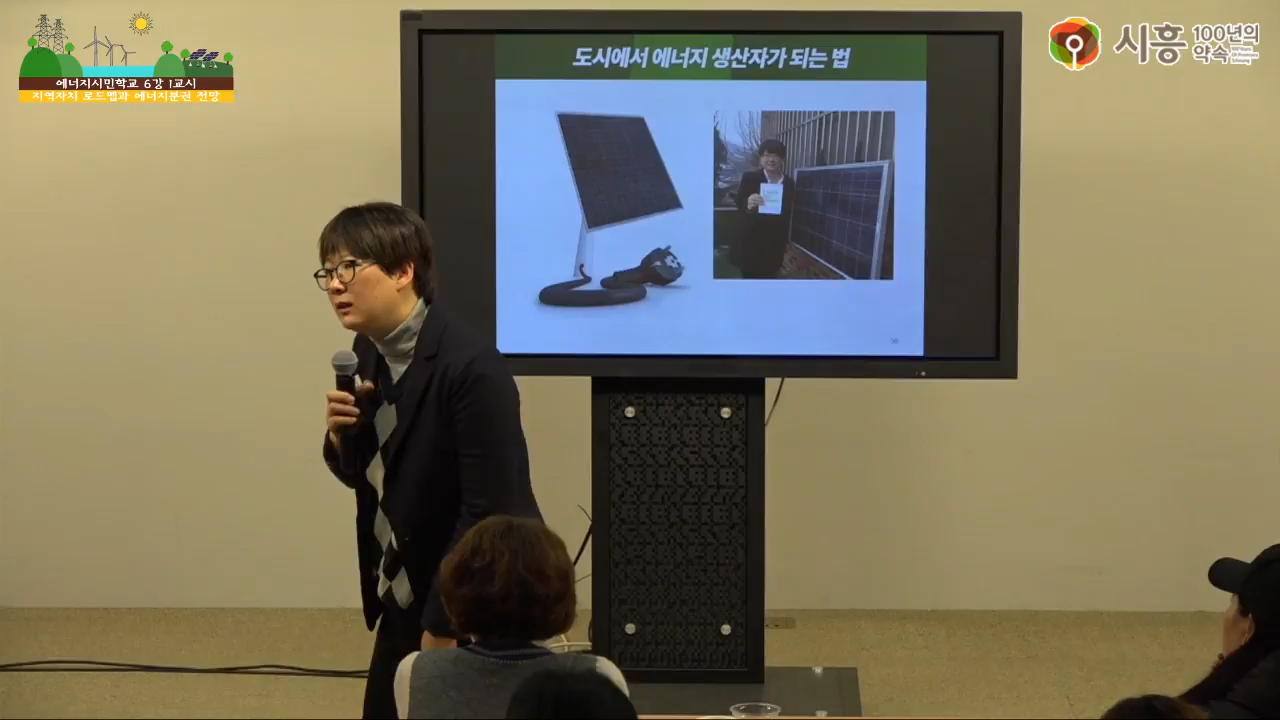 에너지시민학교 6강 1교시
지역자치 로드맵과 에너지분권 전망
시흥
100년의
약속
도시에서 에너지 생산자가 되는 법